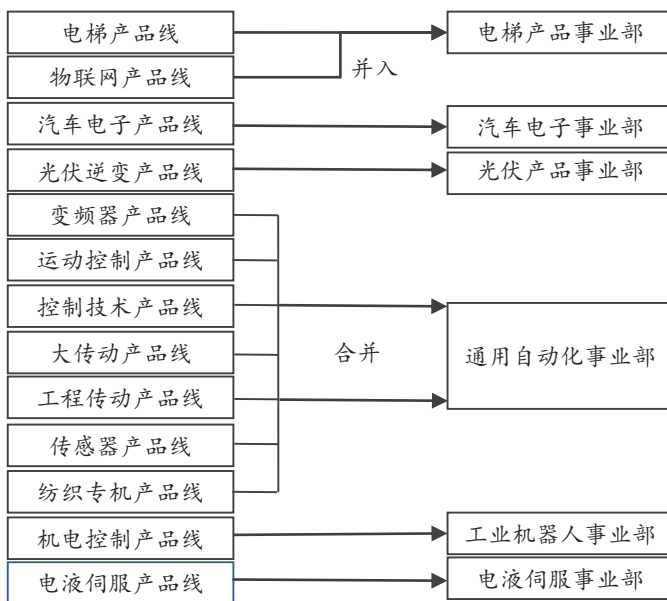 电梯产品线
电梯产品事业部
物联网产品线
并入
汽车电子产品线
汽车电子事业部
光伏逆变产品线
光伏产品事业部
变频器产品线
运动控制产品线
控制技术产品线
大传动产品线
合并
通用自动化事业部
工程传动产品线
传感器产品线
纺织专机产品线
机电控制产品线
工业机器人事业部
电液伺服产品线
电液伺服事业部